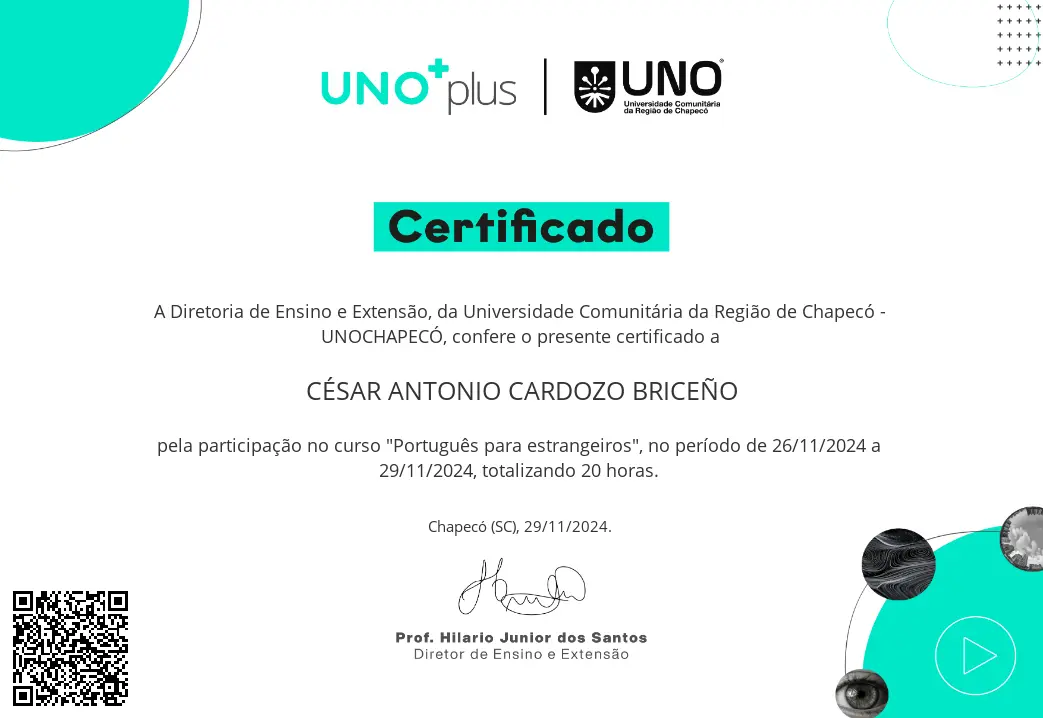 UNO+plus
UNO
Universidade Comunitária
da Região de Chapecó
Certificado
A Diretoria de Ensino e Extensão, da Universidade Comunitária da Região de Chapecó -
UNOCHAPECÓ, confere o presente certificado a
CÉSAR ANTONIO CARDOZO BRICEÑO
pela participação no curso "Português para estrangeiros", no período de 26/11/2024 a
29/11/2024, totalizando 20 horas.
Chapecó (SC), 29/11/2024.
Prof. Hilario Junior dos Santos
Diretor de Ensino e Extensão